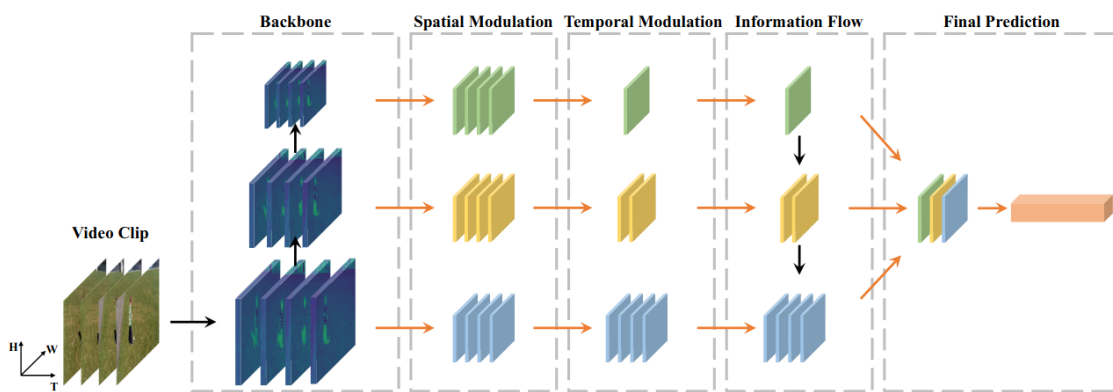 Backbone
Spatial Modulation
Temporal Modulation
Information Flow
Final Prediction
Video Clip
H
W
T